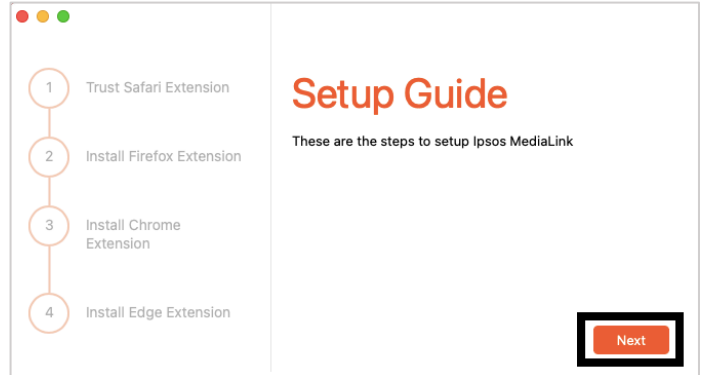 1 Trust Safari Extension
2 Install Firefox Extension
3 Install Chrome
Extension
4 Install Edge Extension
Setup Guide
These are the steps to setup Ipsos MediaLink
Next